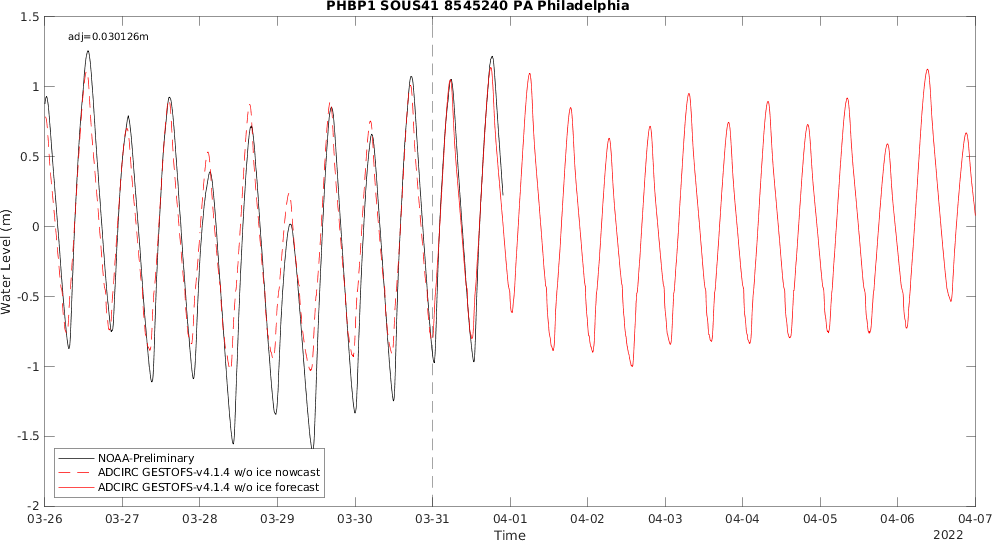 PHBP1 SOUS41 8545240 PA Philadelphia
adj=0.030126m
1.5
1
0.5
0
-0.5
-1
-1.5
-2
Water Level (m)
NOAA-Preliminary
ADCIRC GESTOFS-v4.1.4 w/o ice nowcast
ADCIRC GESTOFS-v4.1.4 w/o ice forecast
03-26 03-27 03-28 03-29 03-30 03-31 04-01 04-02 04-03 04-04 04-05 04-06 04-07
Time
2022